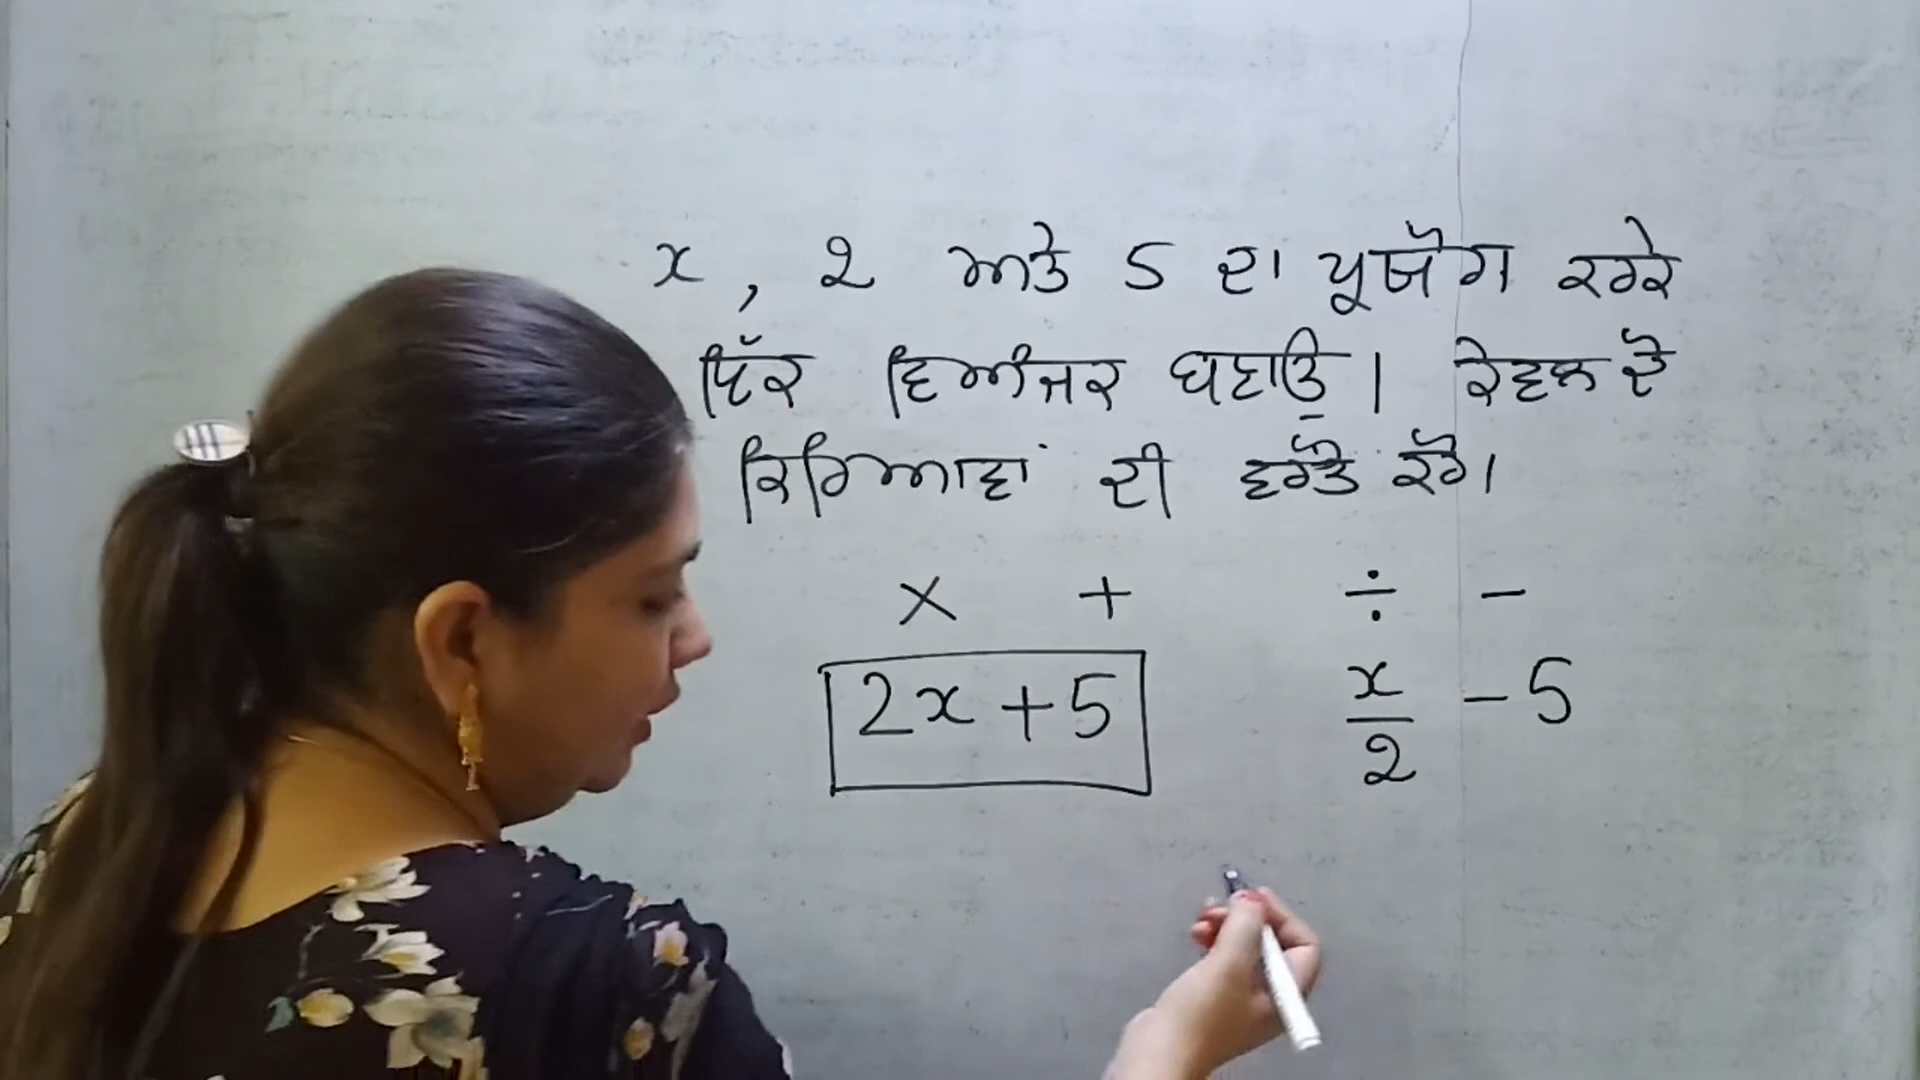 x, 2 ਅਤੇ 5 ਦਾ ਪ੍ਰਯੋਗ ਕਰਕੇ
ਇੱਕ ਵਿਅੰਜਕ ਬਣਾਉ। ਕੇਵਲ ਦੋ
ਕਿਰਿਆਵਾਂ ਦੀ ਵਰਤੋਂ ਕਰੋ।
× + ÷ -
2x + 5
x/2 - 5